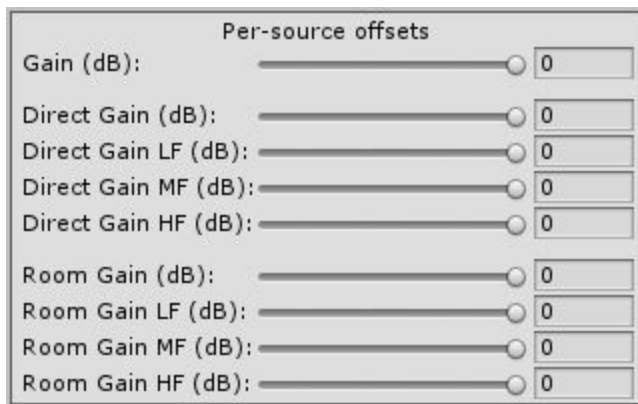 Per-source offsets
Gain (dB): 0
Direct Gain (dB): 0
Direct Gain LF (dB): 0
Direct Gain MF (dB): 0
Direct Gain HF (dB): 0
Room Gain (dB): 0
Room Gain LF (dB): 0
Room Gain MF (dB): 0
Room Gain HF (dB): 0